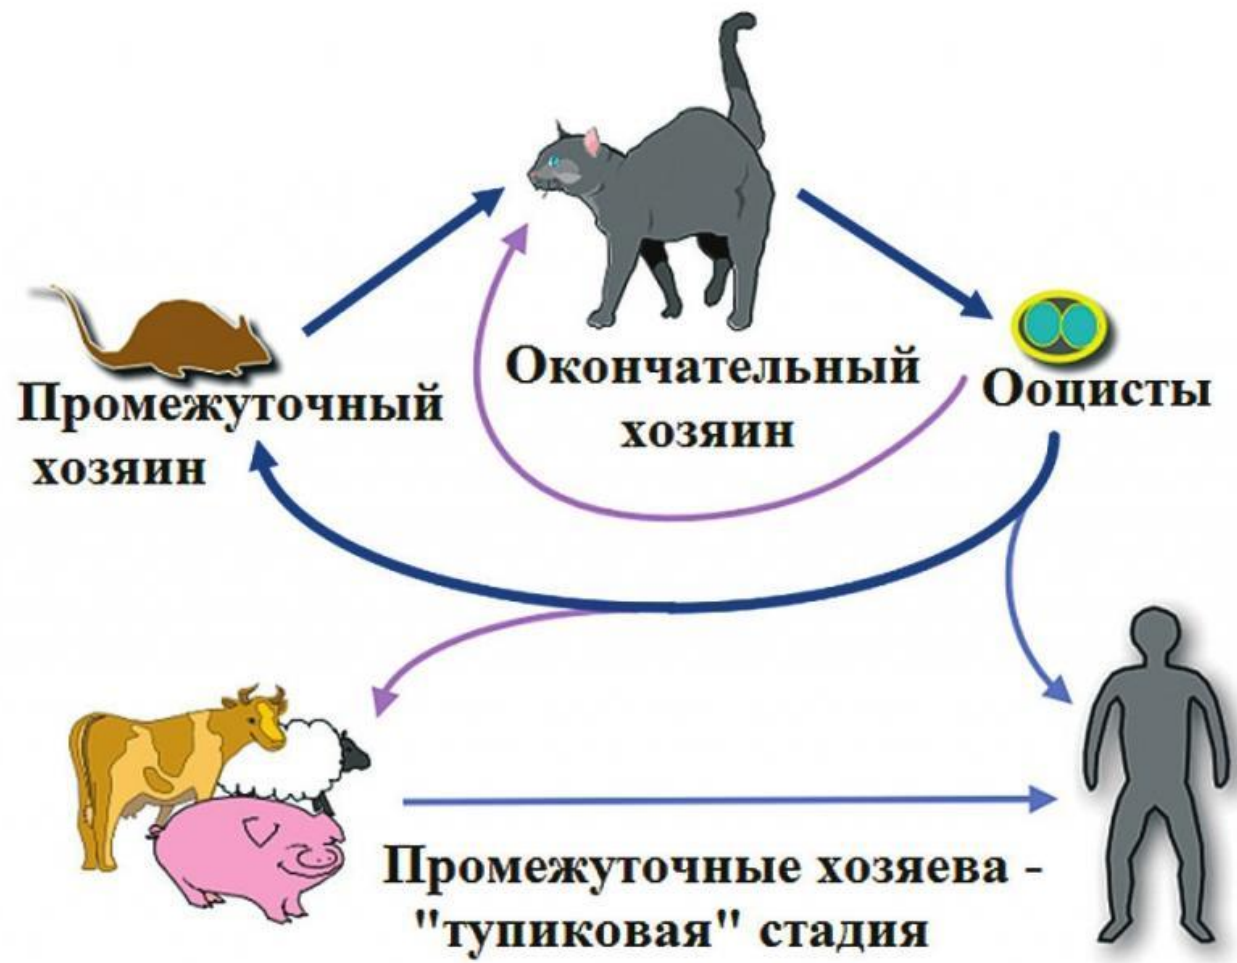 Окончательный
хозяин
Ооцисты
Промежуточный
хозяин
Промежуточные хозяева -
"тупиковая" стадия